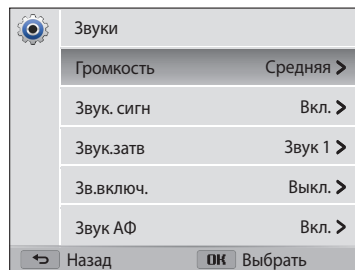 Звуки
Громкость Средняя >
Звук. сигн Вкл. >
Звук.затв Звук 1 >
Зв.включ. Выкл. >
Звук АФ Вкл. >
Назад OK Выбрать